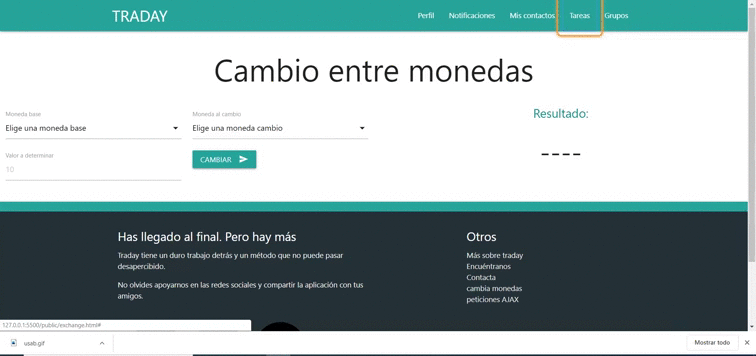 TRADAY
Perfil Notificaciones Mis contactos Tareas Grupos
Cambio entre monedas
Moneda base
Elige una moneda base
Moneda al cambio
Elige una moneda cambio
Resultado:
Valor a determinar
10
CAMBIAR
----
Has llegado al final. Pero hay más
Traday tiene un duro trabajo detrás y un método que no puede pasar
desapercibido.
No olvides apoyarnos en las redes sociales y compartir la aplicación con tus
amigos.
Otros
Más sobre traday
Encuéntranos
Contacta
cambia monedas
peticiones AJAX
127.0.0.1:5500/public/exchange.html#
usab.gif
Mostrar todo